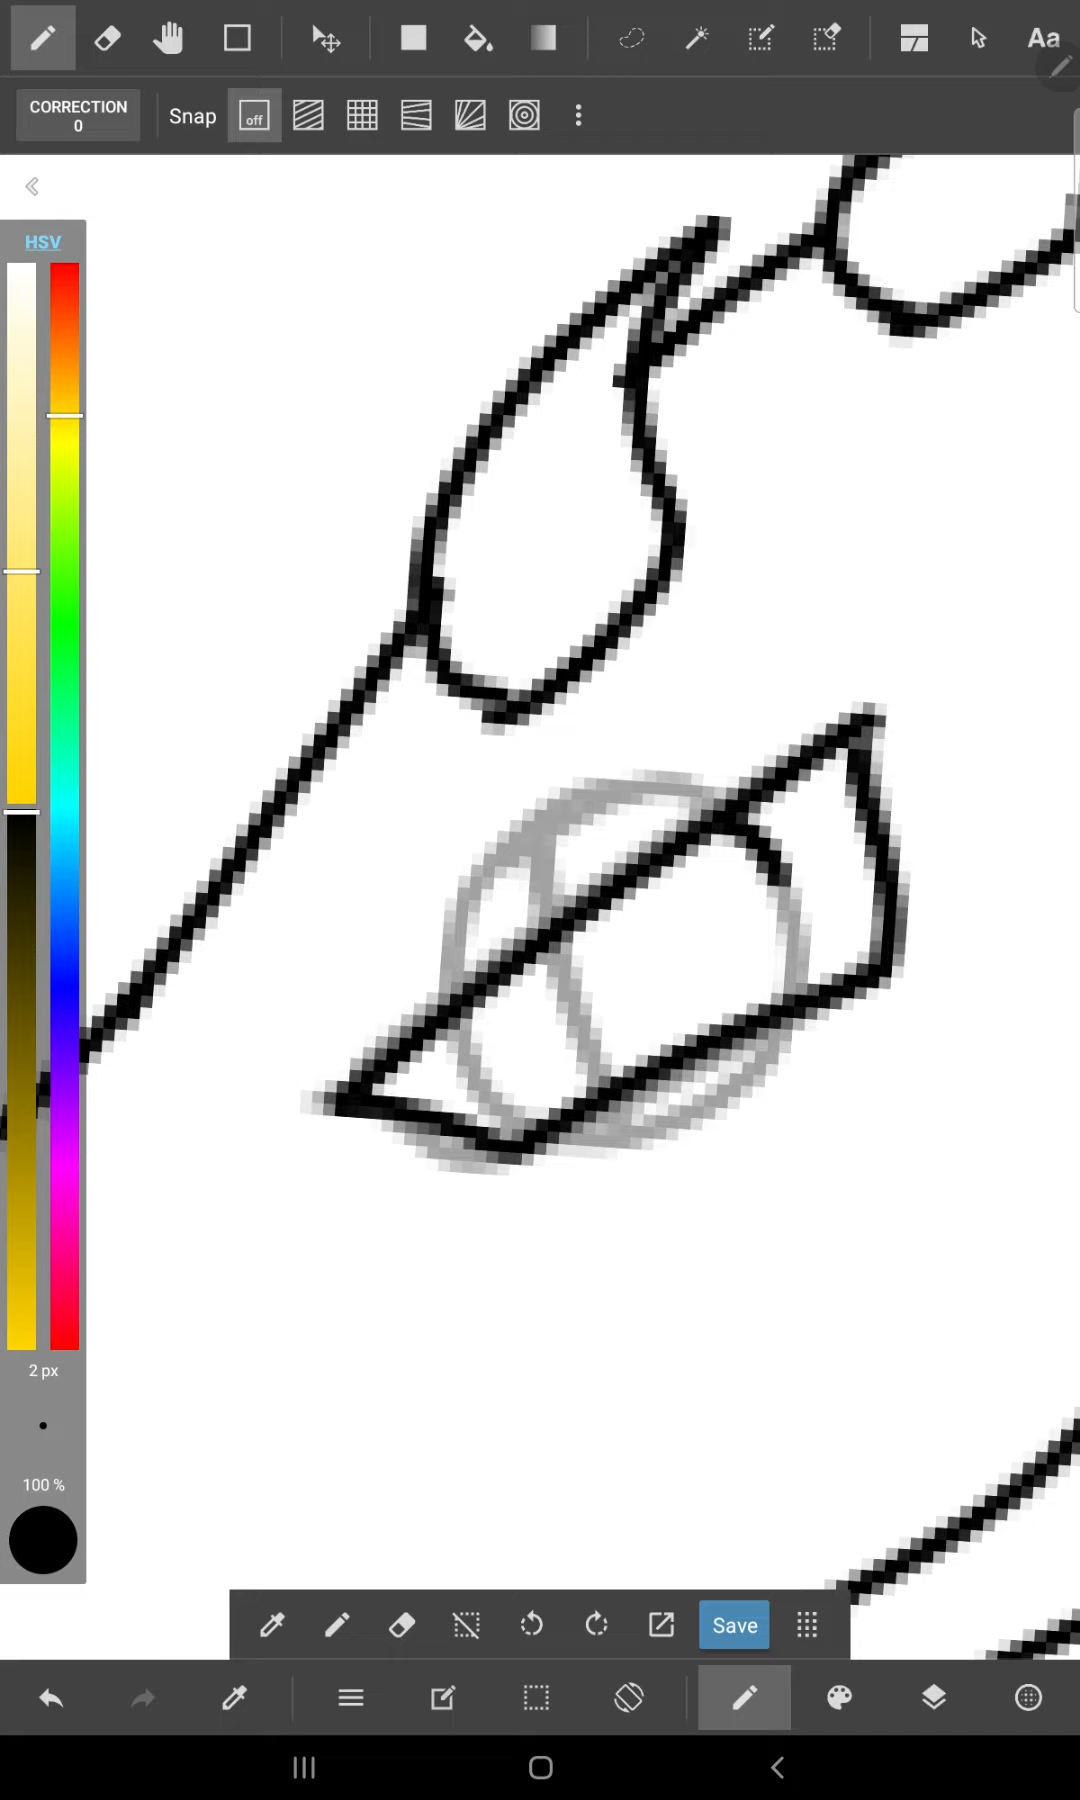 Aa
CORRECTION
0
Snap
off
HSV
2 px
100 %
Save